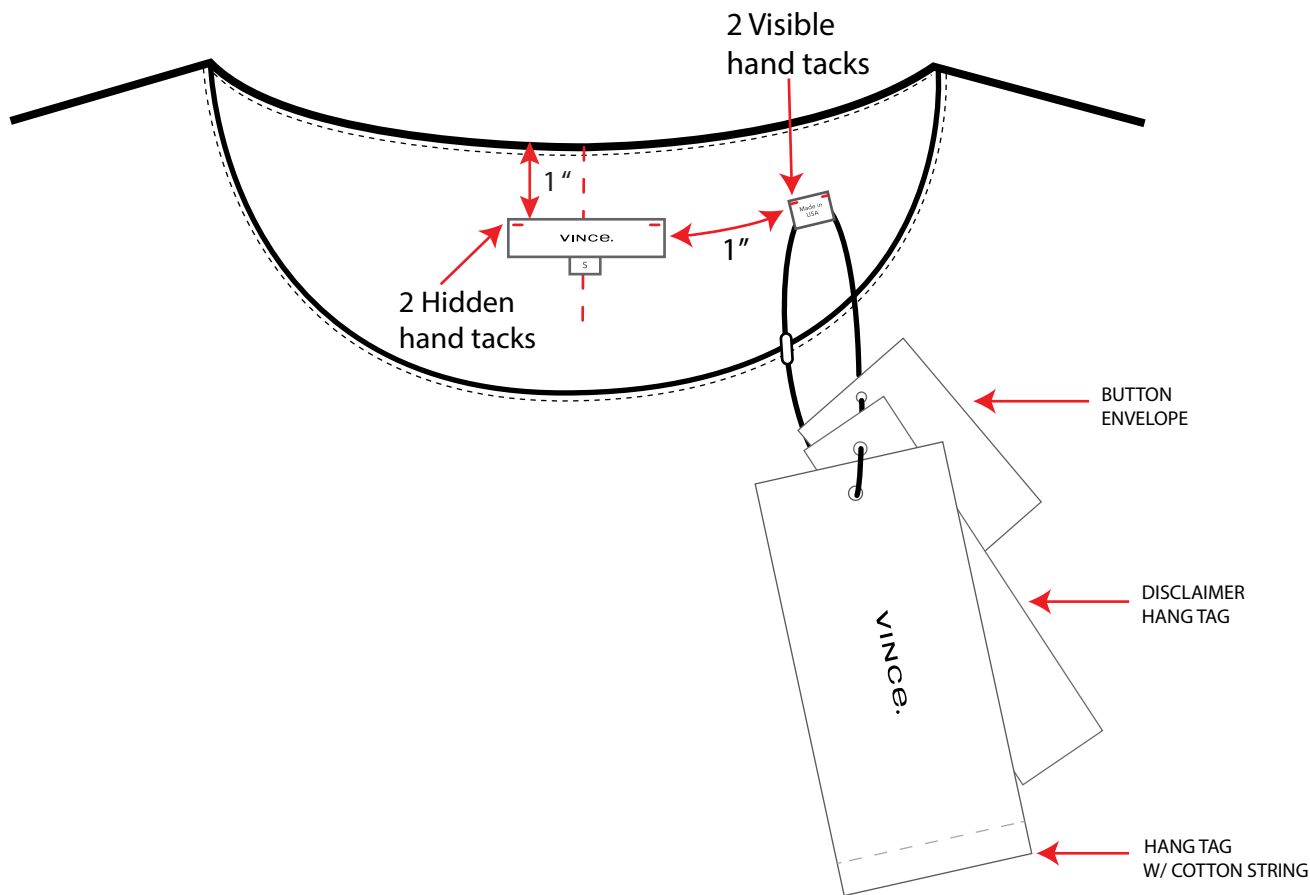 2 Visible
hand tacks
1 “
Made in
USA
VINCe.
1”
S
2 Hidden
hand tacks
BUTTON
ENVELOPE
DISCLAIMER
HANG TAG
VINCe.
HANG TAG
W/ COTTON STRING